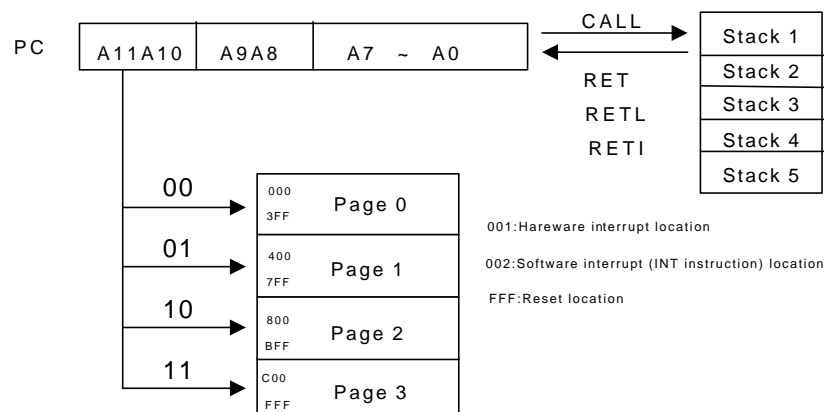 PC
A11A10 A9A8 A7 ~ A0
CALL
RET
RETL
RETI
Stack 1
Stack 2
Stack 3
Stack 4
Stack 5
00
000
3FF
Page 0
01
400
7FF
Page 1
10
800
BFF
Page 2
11
C00
FFF
Page 3
001:Hareware interrupt location
002:Software interrupt (INT instruction) location
FFF:Reset location